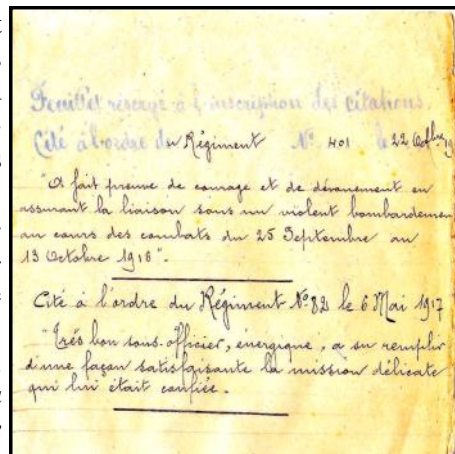 Feuillet réservé à l'inscription des citations.
Cité à l'ordre du Régiment N° 401 le 22 Octbre 19
"A fait preuve de courage et de dévouement en
assurant la liaison sous un violent bombardemen
au cours des combats du 25 Septembre au
13 Octobre 1916".
Cité à l'ordre du Régiment N° 82 le 6 Mai 1917
"Très bon sous-officier, énergique, a su remplir
d'une façon satisfaisante la mission délicate
qui lui était confiée.